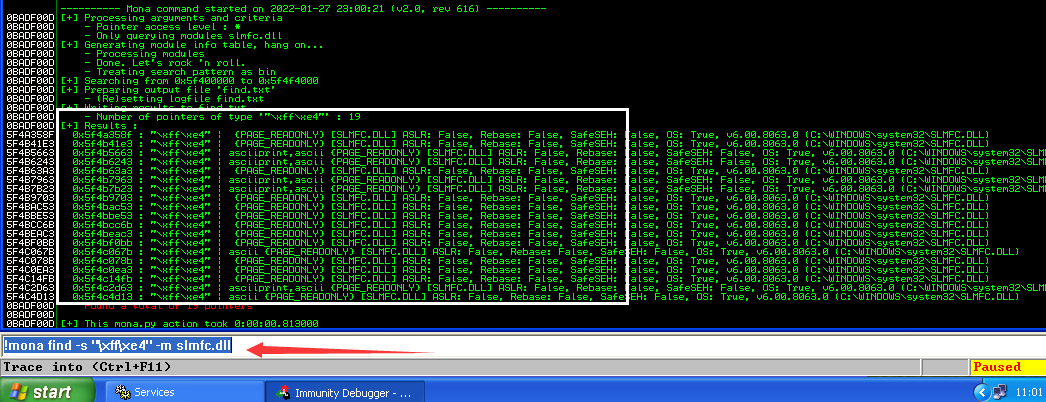 ---------- Mona command started on 2022-01-27 23:00:21 (v2.0, rev 616) ----------
0BADF00D [+] Processing arguments and criteria
0BADF00D - Pointer access level : *
0BADF00D - Only querying modules slmfc.dll
0BADF00D [+] Generating module info table, hang on...
0BADF00D - Processing modules
0BADF00D - Done. Let's rock 'n roll.
0BADF00D - Treating search pattern as bin
0BADF00D [+] Searching from 0x5f400000 to 0x5f4f4000
0BADF00D [+] Preparing output file 'find.txt'
0BADF00D - (Re)setting logfile find.txt
0BADF00D [+] Writing results to find.txt
0BADF00D - Number of pointers of type '"\xff\xe4"' : 19
0BADF00D [+] Results :
5F4A358F 0x5f4a358f : "\xff\xe4" | {PAGE_READONLY} [SLMFC.DLL] ASLR: False, Rebase: False, SafeSEH: False, OS: True, v6.00.8063.0 (C:\WINDOWS\system32\SLMFC.DLL)
5F4B41E3 0x5f4b41e3 : "\xff\xe4" | {PAGE_READONLY} [SLMFC.DLL] ASLR: False, Rebase: False, SafeSEH: False, OS: True, v6.00.8063.0 (C:\WINDOWS\system32\SLMFC.DLL)
5F4B5663 0x5f4b5663 : "\xff\xe4" | asciiprint,ascii {PAGE_READONLY} [SLMFC.DLL] ASLR: False, Rebase: False, SafeSEH: False, OS: True, v6.00.8063.0 (C:\WINDOWS\system32\SLMFC.DLL)
5F4B6243 0x5f4b6243 : "\xff\xe4" | asciiprint,ascii {PAGE_READONLY} [SLMFC.DLL] ASLR: False, Rebase: False, SafeSEH: False, OS: True, v6.00.8063.0 (C:\WINDOWS\system32\SLMFC.DLL)
5F4B63A3 0x5f4b63a3 : "\xff\xe4" | {PAGE_READONLY} [SLMFC.DLL] ASLR: False, Rebase: False, SafeSEH: False, OS: True, v6.00.8063.0 (C:\WINDOWS\system32\SLMFC.DLL)
5F4B7963 0x5f4b7963 : "\xff\xe4" | asciiprint,ascii {PAGE_READONLY} [SLMFC.DLL] ASLR: False, Rebase: False, SafeSEH: False, OS: True, v6.00.8063.0 (C:\WINDOWS\system32\SLMFC.DLL)
5F4B7B23 0x5f4b7b23 : "\xff\xe4" | asciiprint,ascii {PAGE_READONLY} [SLMFC.DLL] ASLR: False, Rebase: False, SafeSEH: False, OS: True, v6.00.8063.0 (C:\WINDOWS\system32\SLMFC.DLL)
5F4B9703 0x5f4b9703 : "\xff\xe4" | {PAGE_READONLY} [SLMFC.DLL] ASLR: False, Rebase: False, SafeSEH: False, OS: True, v6.00.8063.0 (C:\WINDOWS\system32\SLMFC.DLL)
5F4BAC53 0x5f4bac53 : "\xff\xe4" | {PAGE_READONLY} [SLMFC.DLL] ASLR: False, Rebase: False, SafeSEH: False, OS: True, v6.00.8063.0 (C:\WINDOWS\system32\SLMFC.DLL)
5F4BBE53 0x5f4bbe53 : "\xff\xe4" | {PAGE_READONLY} [SLMFC.DLL] ASLR: False, Rebase: False, SafeSEH: False, OS: True, v6.00.8063.0 (C:\WINDOWS\system32\SLMFC.DLL)
5F4BCC6B 0x5f4bcc6b : "\xff\xe4" | {PAGE_READONLY} [SLMFC.DLL] ASLR: False, Rebase: False, SafeSEH: False, OS: True, v6.00.8063.0 (C:\WINDOWS\system32\SLMFC.DLL)
5F4BEAC3 0x5f4beac3 : "\xff\xe4" | {PAGE_READONLY} [SLMFC.DLL] ASLR: False, Rebase: False, SafeSEH: False, OS: True, v6.00.8063.0 (C:\WINDOWS\system32\SLMFC.DLL)
5F4BF0BB 0x5f4bf0bb : "\xff\xe4" | {PAGE_READONLY} [SLMFC.DLL] ASLR: False, Rebase: False, SafeSEH: False, OS: True, v6.00.8063.0 (C:\WINDOWS\system32\SLMFC.DLL)
5F4C067B 0x5f4c067b : "\xff\xe4" | ascii {PAGE_READONLY} [SLMFC.DLL] ASLR: False, Rebase: False, SafeSEH: False, OS: True, v6.00.8063.0 (C:\WINDOWS\system32\SLMFC.DLL)
5F4C078B 0x5f4c078b : "\xff\xe4" | {PAGE_READONLY} [SLMFC.DLL] ASLR: False, Rebase: False, SafeSEH: False, OS: True, v6.00.8063.0 (C:\WINDOWS\system32\SLMFC.DLL)
5F4C0EA3 0x5f4c0ea3 : "\xff\xe4" | {PAGE_READONLY} [SLMFC.DLL] ASLR: False, Rebase: False, SafeSEH: False, OS: True, v6.00.8063.0 (C:\WINDOWS\system32\SLMFC.DLL)
5F4C14FB 0x5f4c14fb : "\xff\xe4" | {PAGE_READONLY} [SLMFC.DLL] ASLR: False, Rebase: False, SafeSEH: False, OS: True, v6.00.8063.0 (C:\WINDOWS\system32\SLMFC.DLL)
5F4C2D63 0x5f4c2d63 : "\xff\xe4" | ascii {PAGE_READONLY} [SLMFC.DLL] ASLR: False, Rebase: False, SafeSEH: False, OS: True, v6.00.8063.0 (C:\WINDOWS\system32\SLMFC.DLL)
5F4C4D13 0x5f4c4d13 : "\xff\xe4" | ascii {PAGE_READONLY} [SLMFC.DLL] ASLR: False, Rebase: False, SafeSEH: False, OS: True, v6.00.8063.0 (C:\WINDOWS\system32\SLMFC.DLL)
0BADF00D Found a total of 19 pointers
0BADF00D
0BADF00D [+] This mona.py action took 0:00:00.813000
!mona find -s "\xff\xe4" -m slmfc.dll
Trace into (Ctrl+F11) Paused
start Services Immunity Debugger - ... 11:01